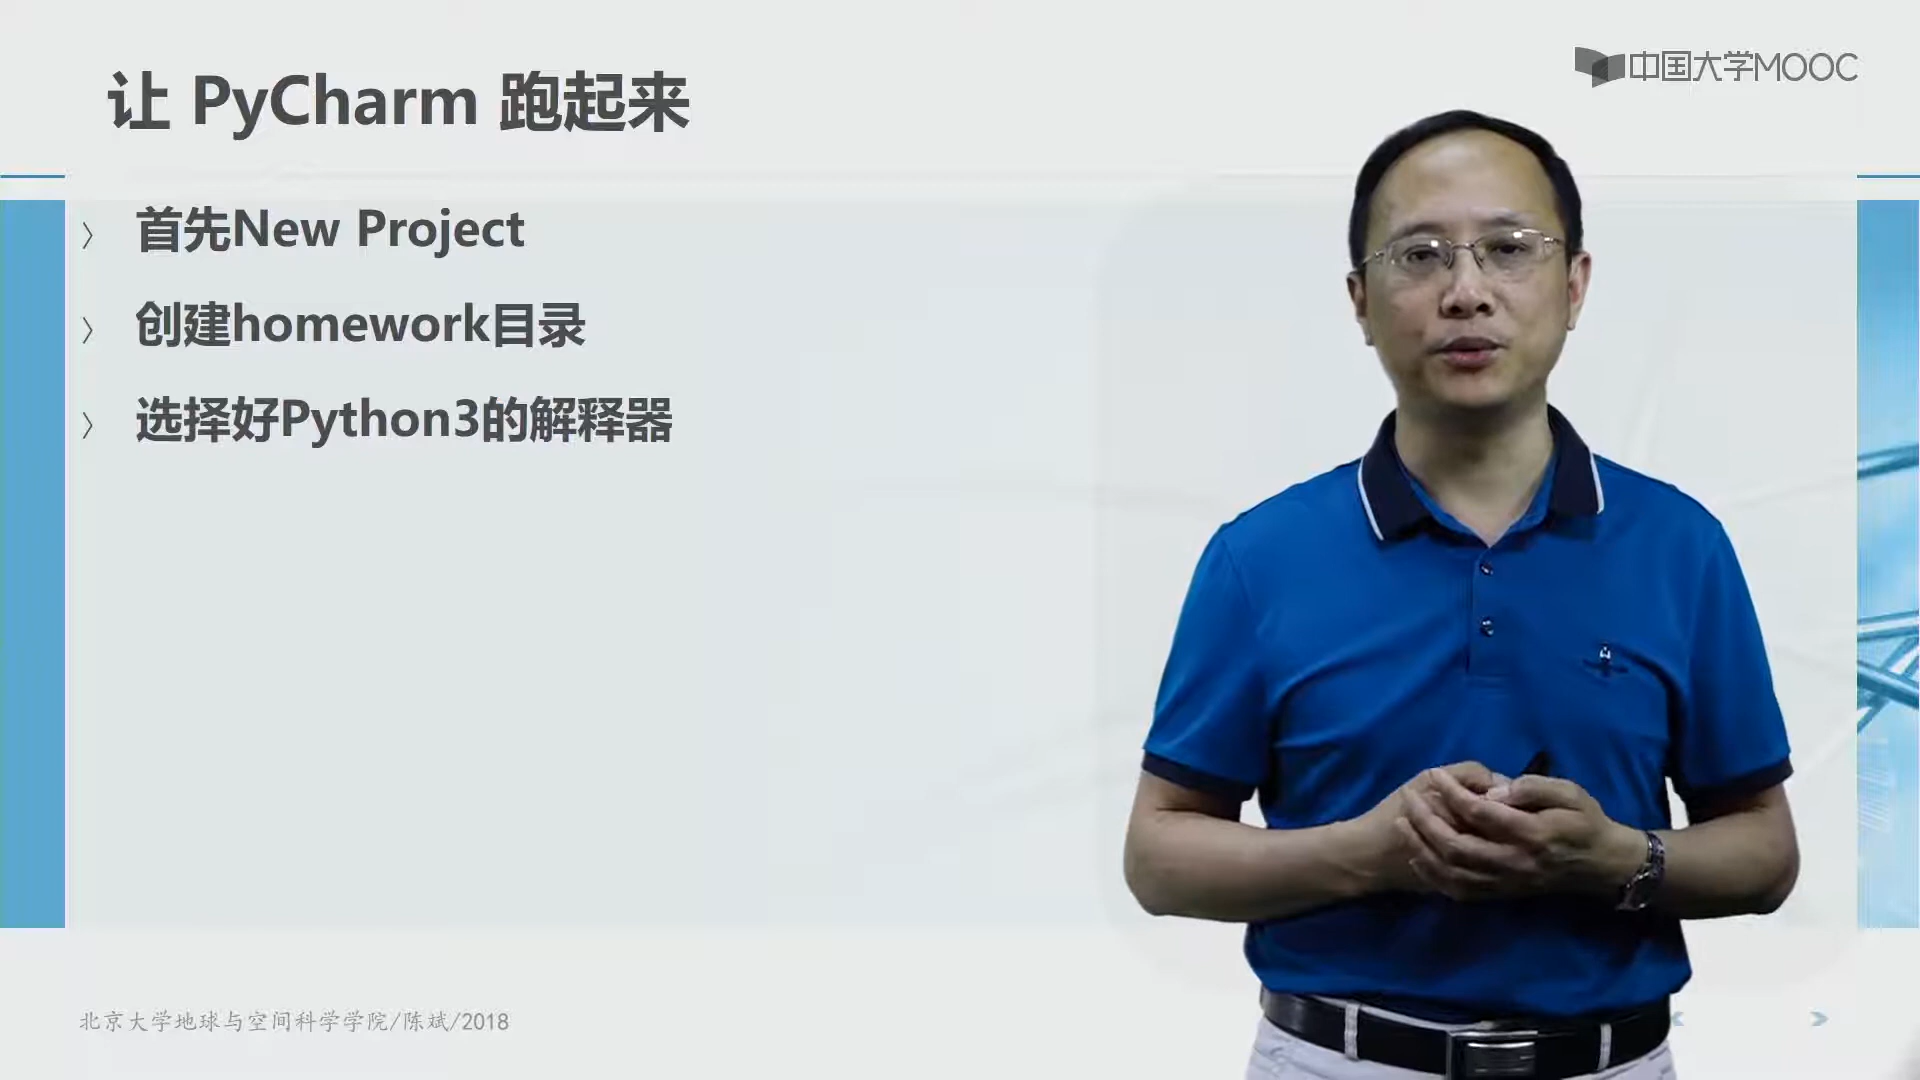 中国大学MOOC
让 PyCharm 跑起来
首先New Project
创建homework目录
选择好Python3的解释器
北京大学地球与空间科学学院/陈斌/2018